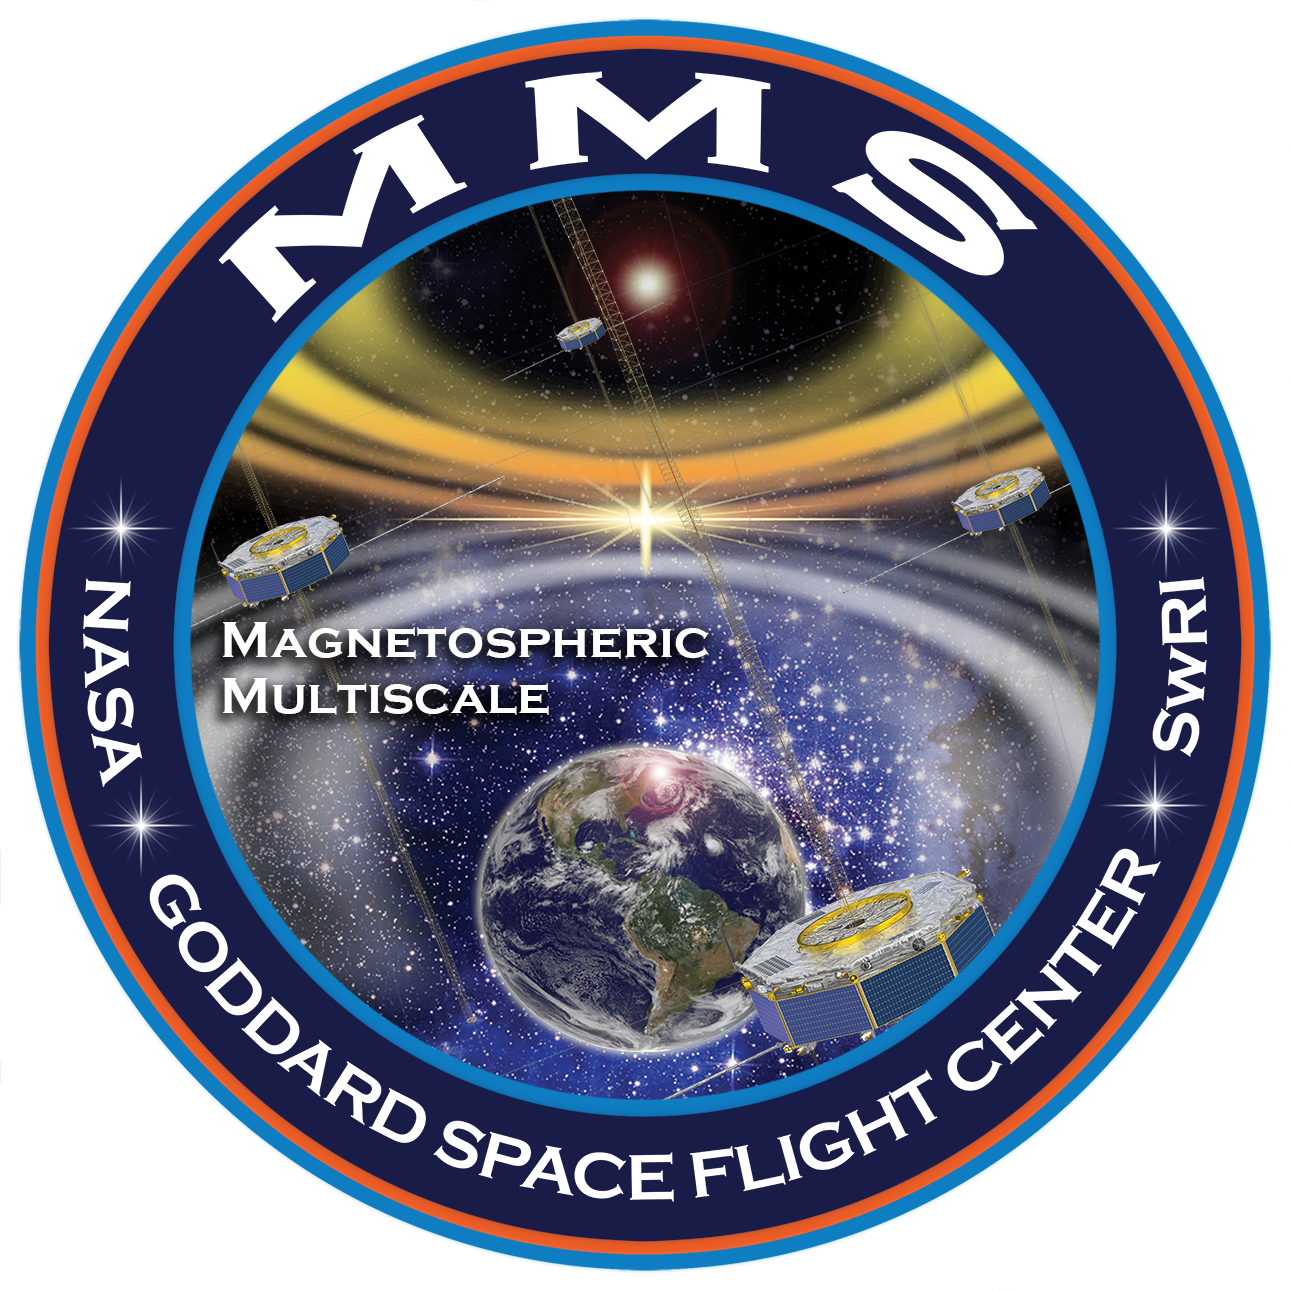 MMS
MAGNETOSPHERIC
MULTISCALE
NASA
GODDARD SPACE FLIGHT CENTER
SWRI